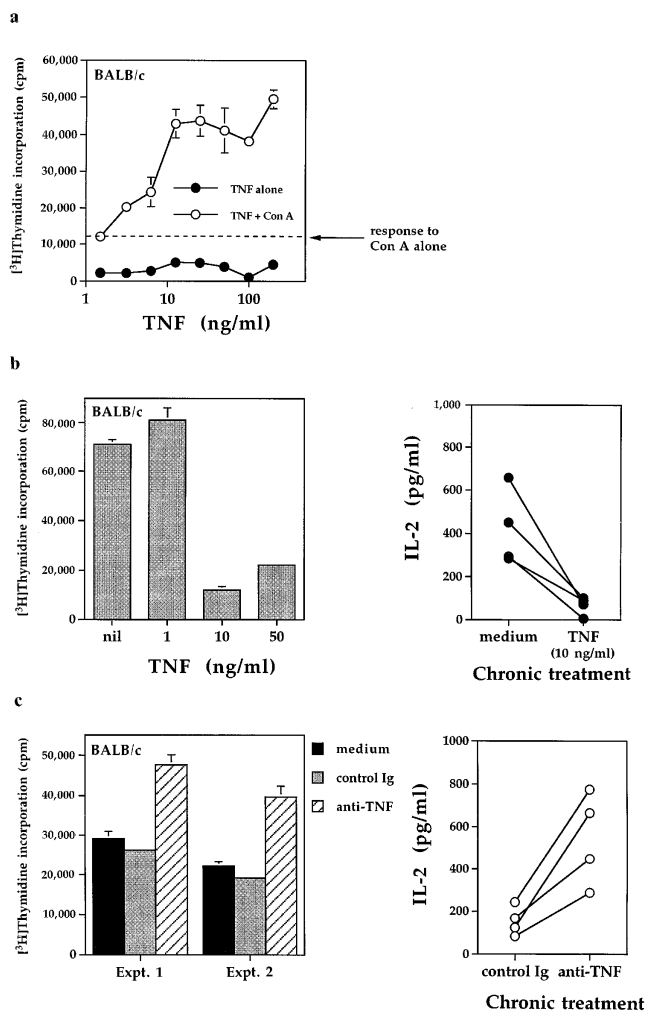 a
[³H]Thymidine incorporation (cpm)
60,000
50,000
40,000
30,000
20,000
10,000
0
BALB/c
TNF alone
TNF + Con A
response to
Con A alone
1
10
100
TNF (ng/ml)
b
[³H]Thymidine incorporation (cpm)
80,000
60,000
40,000
20,000
0
BALB/c
nil
1
10
50
TNF (ng/ml)
IL-2 (pg/ml)
1,000
800
600
400
200
0
medium
TNF
(10 ng/ml)
Chronic treatment
c
[³H]Thymidine incorporation (cpm)
50,000
40,000
30,000
20,000
10,000
0
BALB/c
medium
control Ig
anti-TNF
Expt. 1
Expt. 2
IL-2 (pg/ml)
1000
800
600
400
200
0
control Ig
anti-TNF
Chronic treatment